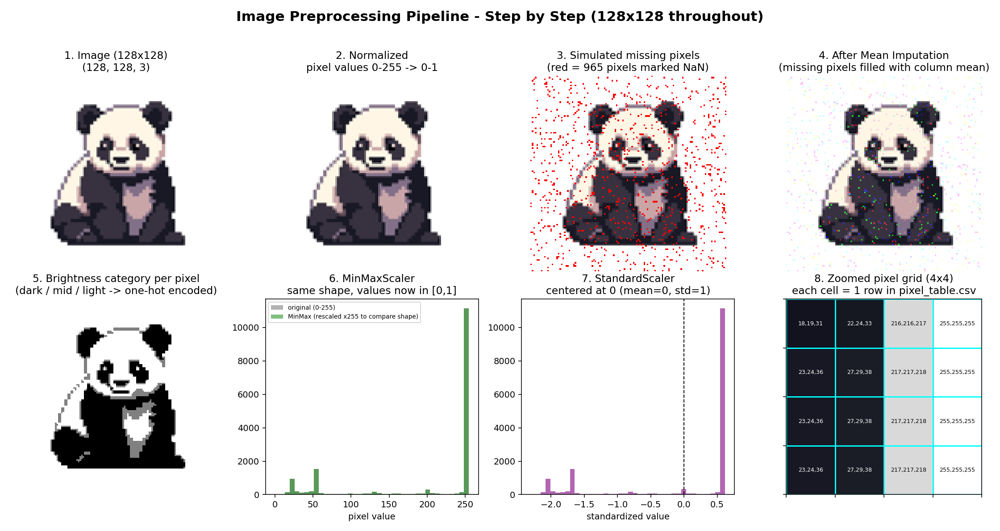 Image Preprocessing Pipeline - Step by Step (128x128 throughout)
1. Image (128x128)
(128, 128, 3)
2. Normalized
pixel values 0-255 -> 0-1
3. Simulated missing pixels
(red = 965 pixels marked NaN)
4. After Mean Imputation
(missing pixels filled with column mean)
5. Brightness category per pixel
(dark / mid / light -> one-hot encoded)
6. MinMaxScaler
same shape, values now in [0,1]
original (0-255)
MinMax (rescaled x255 to compare shape)
10000
8000
6000
4000
2000
0
0 50 100 150 200 250
pixel value
7. StandardScaler
centered at 0 (mean=0, std=1)
10000
8000
6000
4000
2000
0
−2.0 −1.5 −1.0 −0.5 0.0 0.5
standardized value
8. Zoomed pixel grid (4x4)
each cell = 1 row in pixel_table.csv
18,19,31 22,24,33 216,216,217 255,255,255
23,24,36 27,29,38 217,217,218 255,255,255
23,24,36 27,29,38 217,217,218 255,255,255
23,24,36 27,29,38 217,217,218 255,255,255